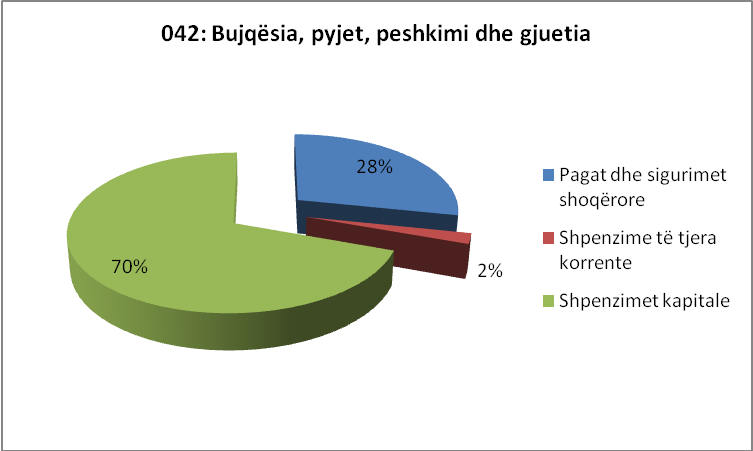 042: Bujqësia, pyjet, peshkimi dhe gjuetia
28%
2%
70%
Pagat dhe sigurimet
shoqërore
Shpenzime të tjera
korrente
Shpenzimet kapitale